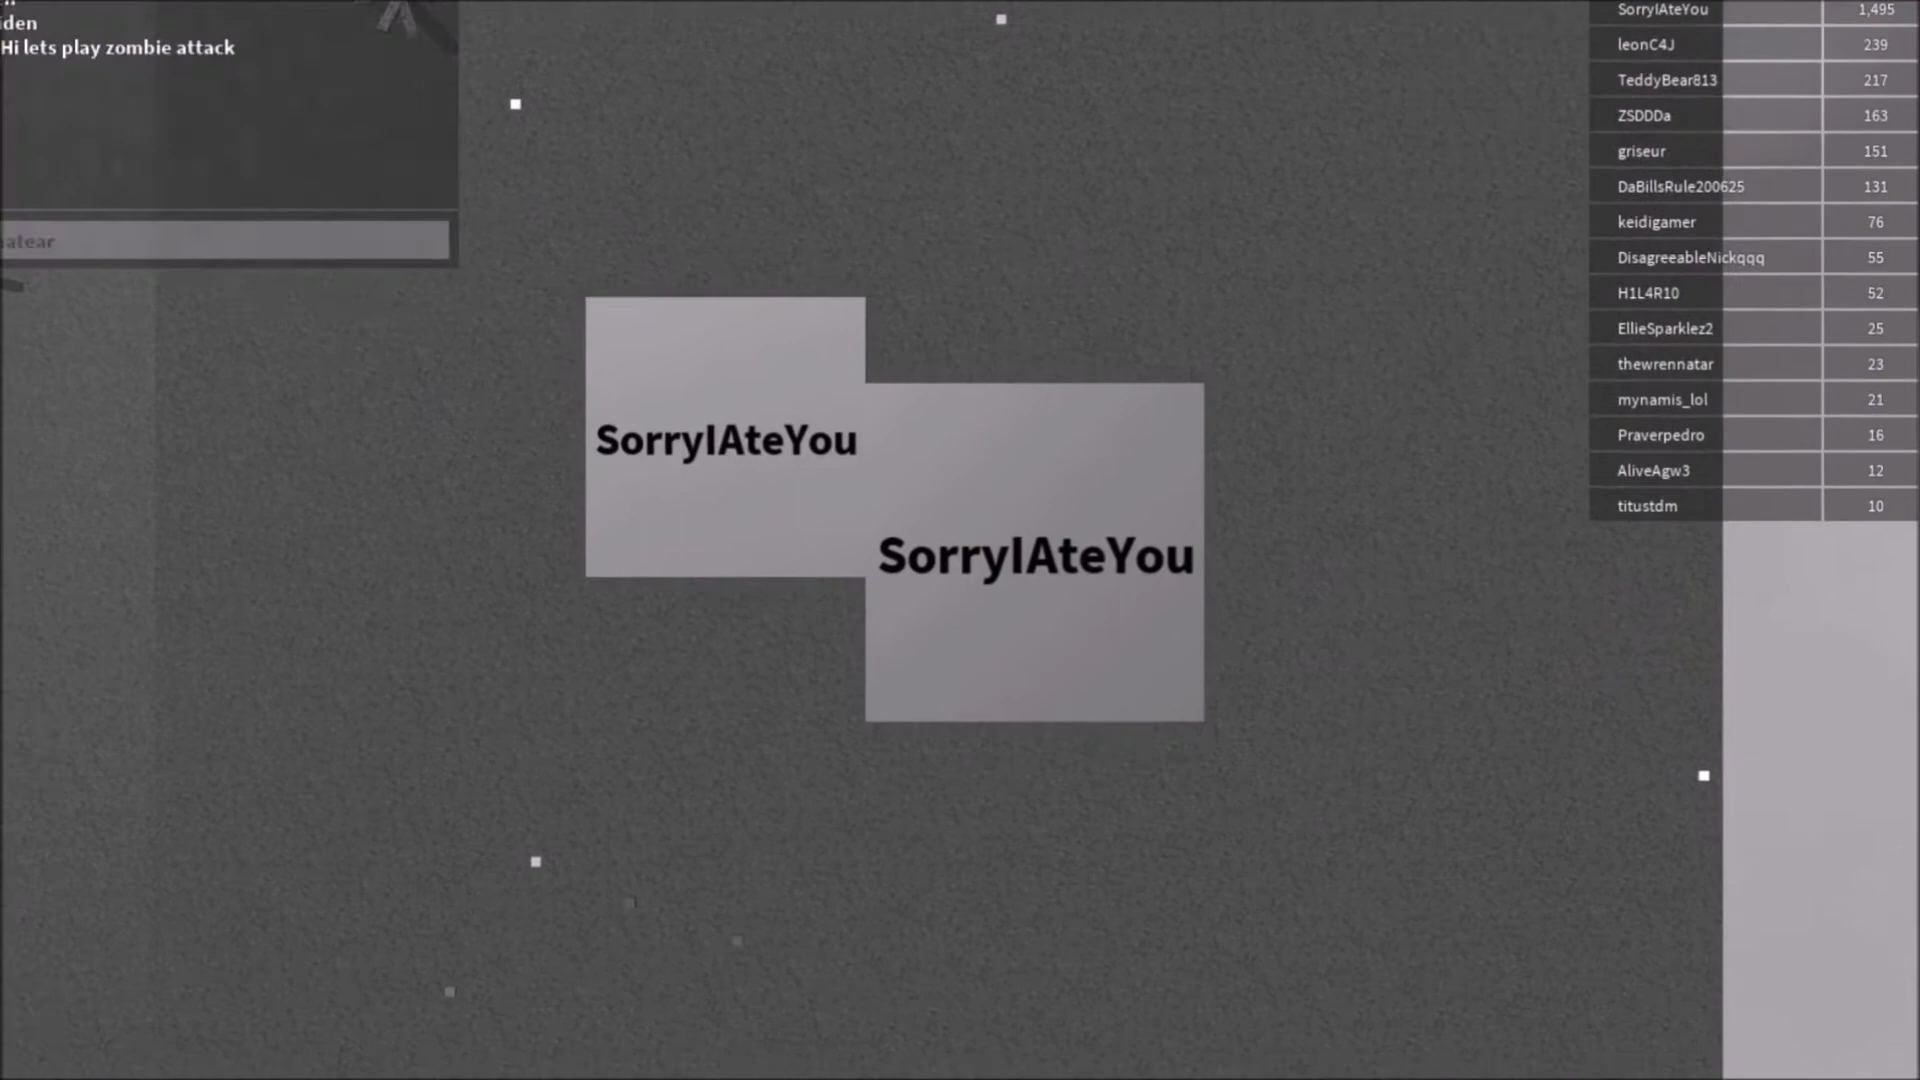 iden
Hi lets play zombie attack
atear
SorryIAteYou
SorryIAteYou
SorryIAteYou 1,495
leonC4J 239
TeddyBear813 217
ZSDDDa 163
griseur 151
DaBillsRule200625 131
keidigamer 76
DisagreeableNickqqq 55
H1L4R10 52
EllieSparklez2 25
thewrennatar 23
mynamis_lol 21
Praverpedro 16
AliveAgw3 12
titustdm 10